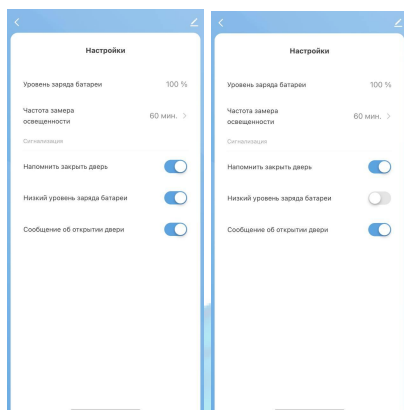 Настройки
Уровень заряда батареи 100 %
Частота замера
освещенности 60 мин. >
Сигнализация
Напомнить закрыть дверь
Низкий уровень заряда батареи
Сообщение об открытии двери
Настройки
Уровень заряда батареи 100 %
Частота замера
освещенности 60 мин. >
Сигнализация
Напомнить закрыть дверь
Низкий уровень заряда батареи
Сообщение об открытии двери